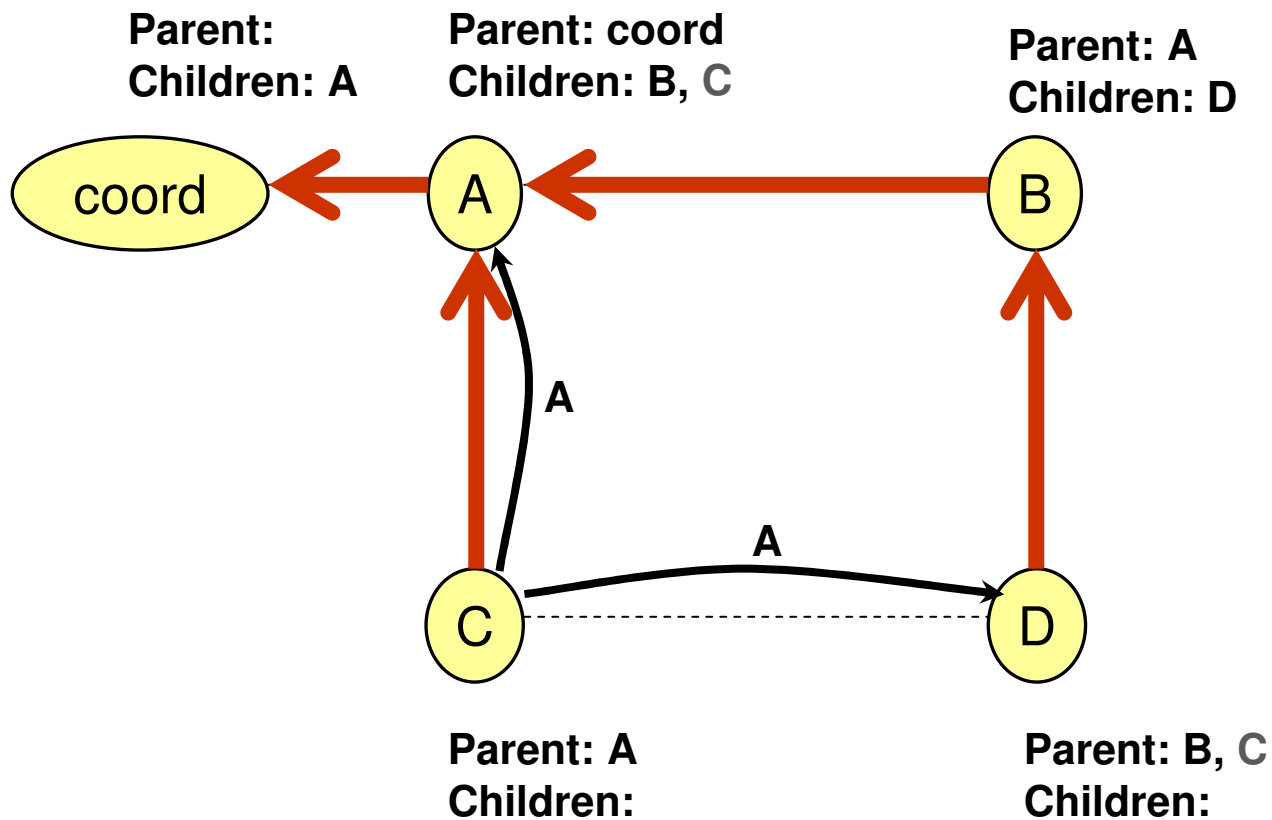 Parent:
Children: A
Parent: coord
Children: B, C
Parent: A
Children: D
coord
A
B
A
A
C
D
Parent: A
Children:
Parent: B, C
Children: